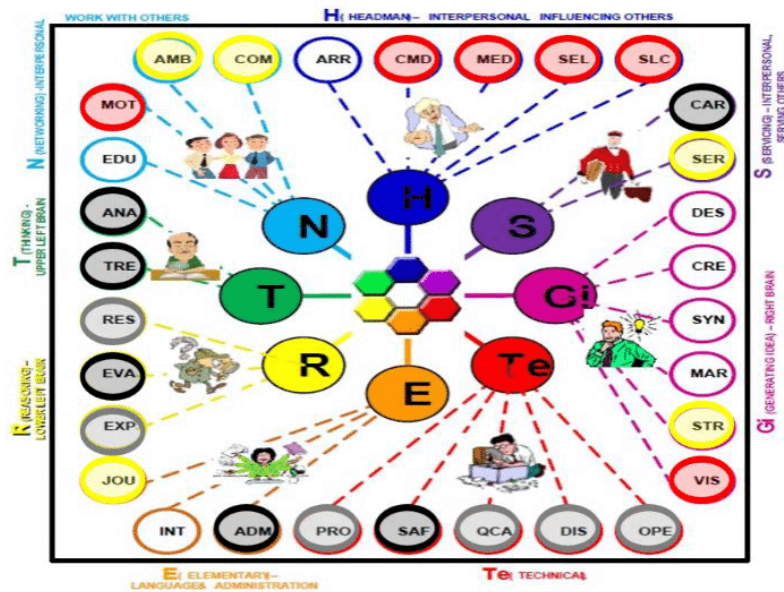 WORK WITH OTHERS
H( HEADMAN) – INTERPERSONAL INFLUENCING OTHERS
AMB COM ARR CMD MED SEL SLC
N (NETWORKING) -INTERPERSONAL
MOT
EDU
T (THINKING) -
UPPER LEFT BRAIN
ANA
TRE
R (REASONING) –
LOWER LEFT BRAIN
RES
EVA
EXP
JOU
N
H
S
T
Gi
R
E
Te
CAR
SER
S (SERVICING) – INTERPERSONAL,
SERVING OTHERS
DES
CRE
SYN
MAR
STR
VIS
Gi (GENERATING IDEA) – RIGHT BRAIN
INT ADM PRO SAF QCA DIS OPE
E( ELEMENTARY)–
LANGUAGE& ADMINISTRATION
Te( TECHNICAL)